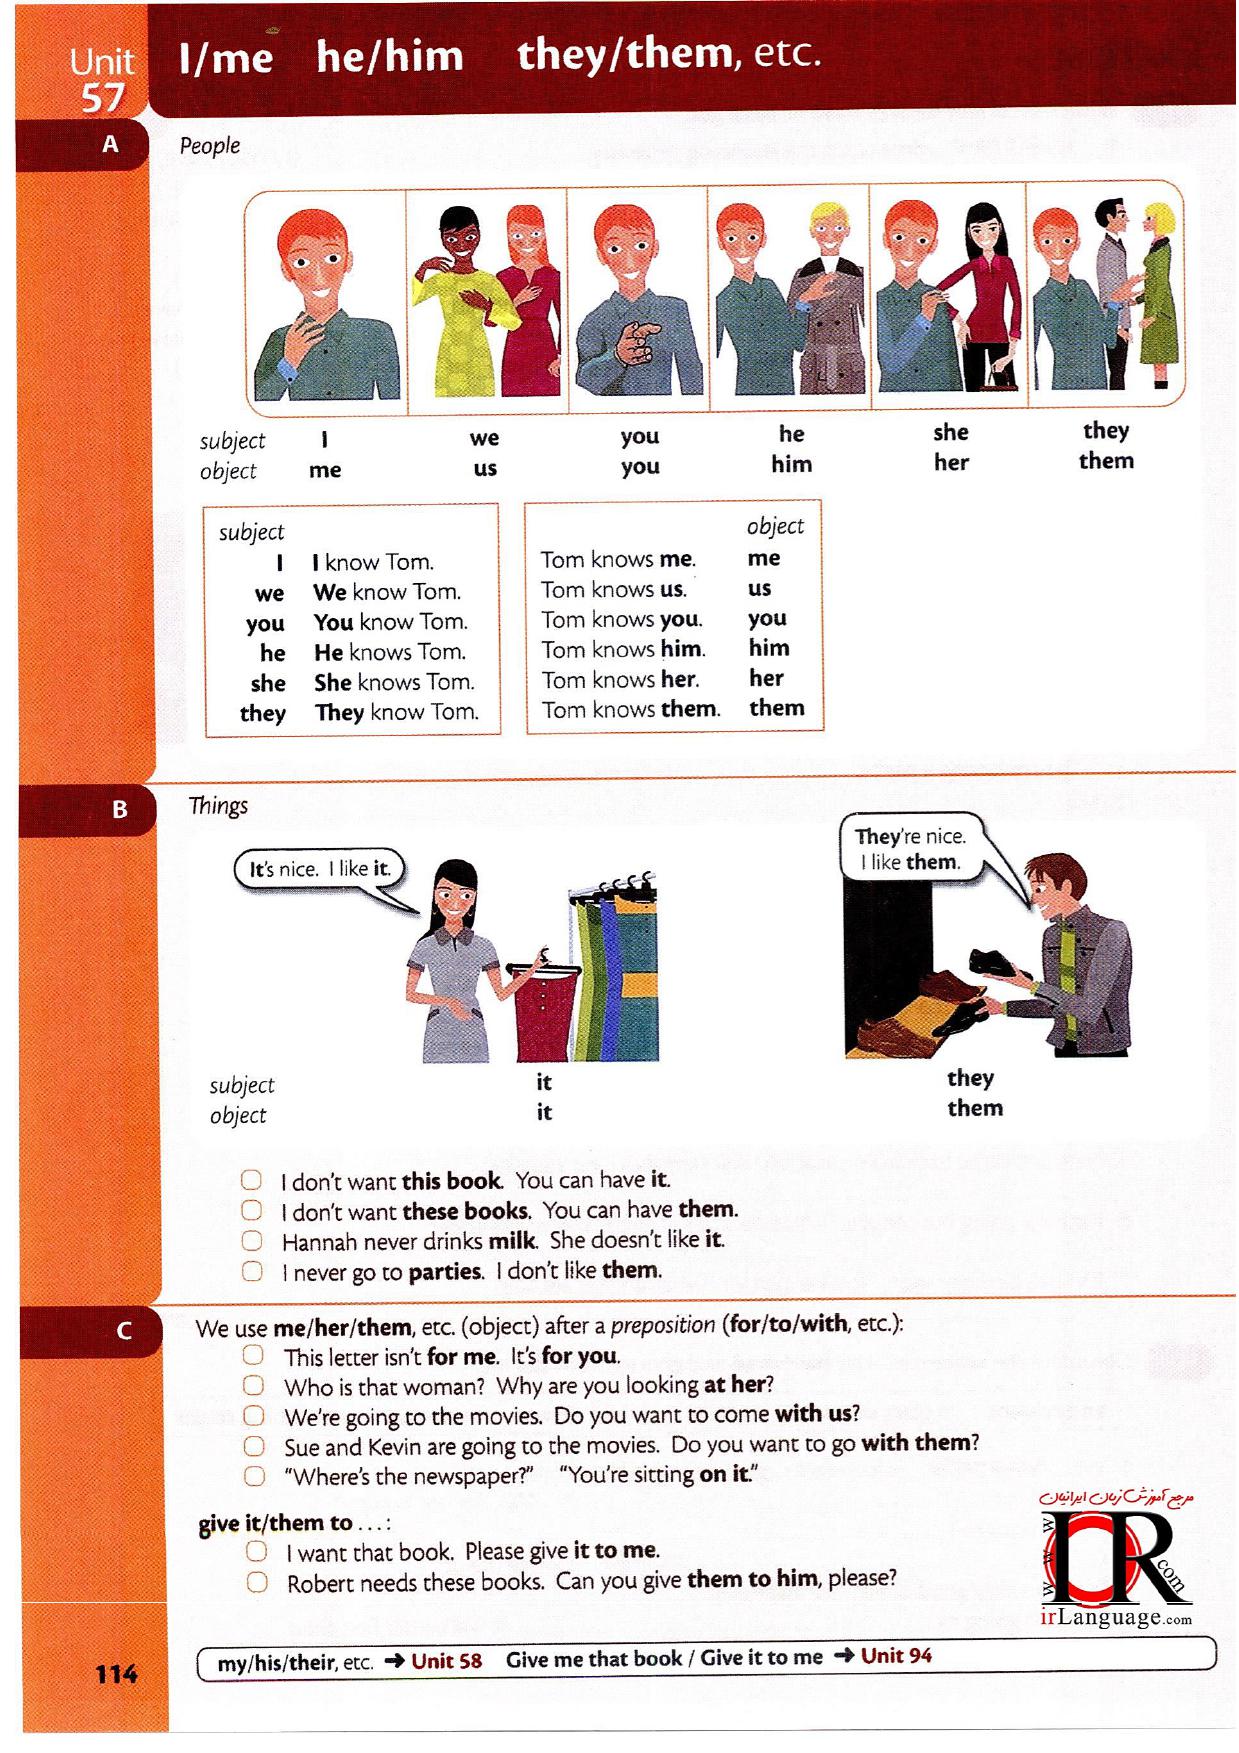 Unit
57
I/me he/him they/them, etc.
A
People
subject I we you he she they
object me us you him her them
subject
I I know Tom.
we We know Tom.
you You know Tom.
he He knows Tom.
she She knows Tom.
they They know Tom.
object
Tom knows me. me
Tom knows us. us
Tom knows you. you
Tom knows him. him
Tom knows her. her
Tom knows them. them
B
Things
It's nice. I like it.
They're nice.
I like them.
subject it they
object it them
I don't want this book. You can have it.
I don't want these books. You can have them.
Hannah never drinks milk. She doesn't like it.
I never go to parties. I don't like them.
C
We use me/her/them, etc. (object) after a preposition (for/to/with, etc.):
This letter isn't for me. It's for you.
Who is that woman? Why are you looking at her?
We're going to the movies. Do you want to come with us?
Sue and Kevin are going to the movies. Do you want to go with them?
"Where's the newspaper?" "You're sitting on it."
give it/them to ...:
I want that book. Please give it to me.
Robert needs these books. Can you give them to him, please?
مرجع آموزش زبان ایرانیان
www
IR
.com
irLanguage.com
my/his/their, etc. → Unit 58 Give me that book / Give it to me → Unit 94
114